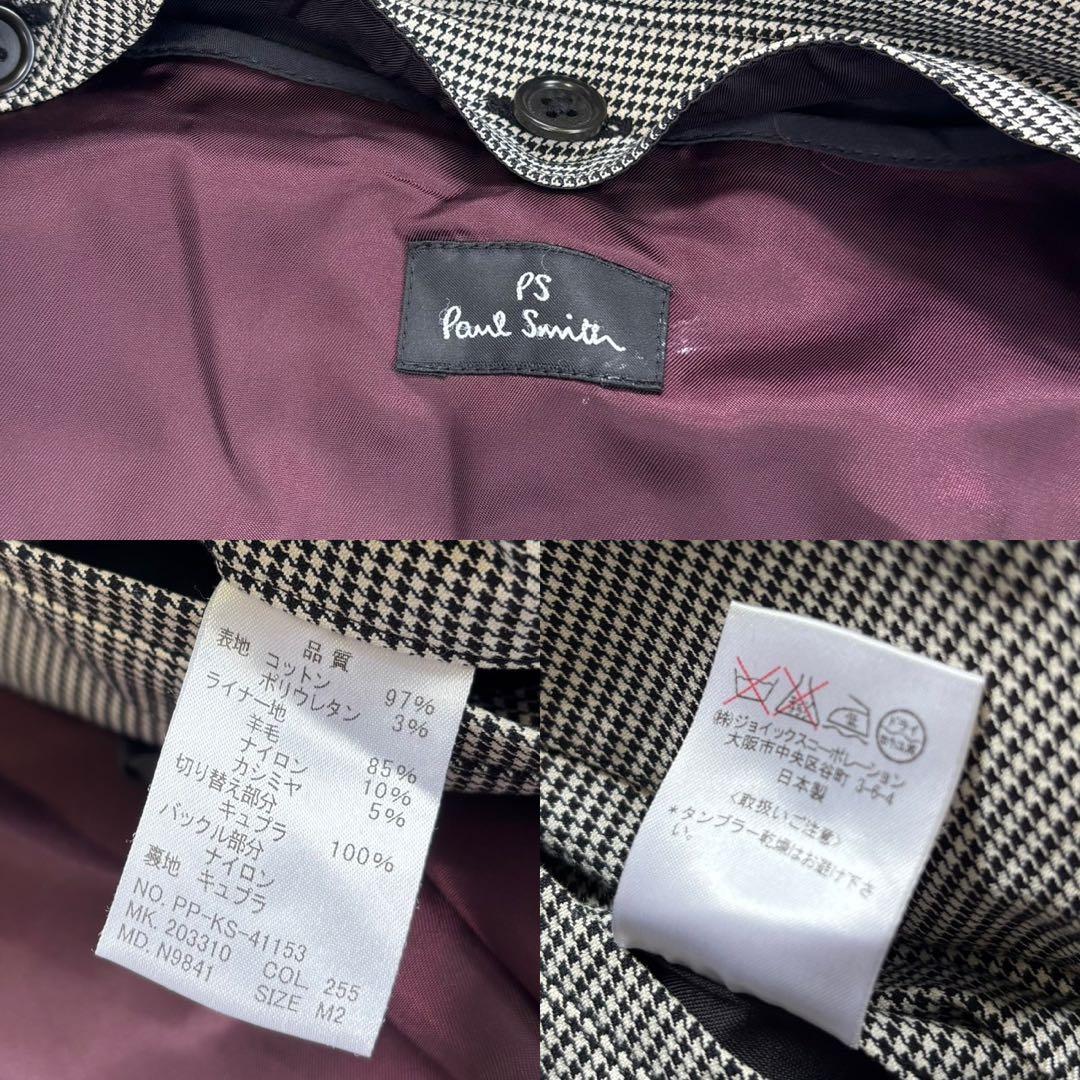 PS
Paul Smith
品質
表地 コットン 97%
ポリウレタン 3%
ライナー地
羊毛 85%
ナイロン 10%
カシミヤ 5%
切り替え部分
キュプラ 100%
バックル部分
ナイロン
裏地 キュプラ
NO. PP-KS-41153
MK. 203310 COL 255
MD. N9841 SIZE M2
ドライ
(株)ジョイックスコーポレーション
大阪市中央区谷町 3-6-4
日本製
〈取扱いご注意〉
*タンブラー乾燥はお避け下さ
い。